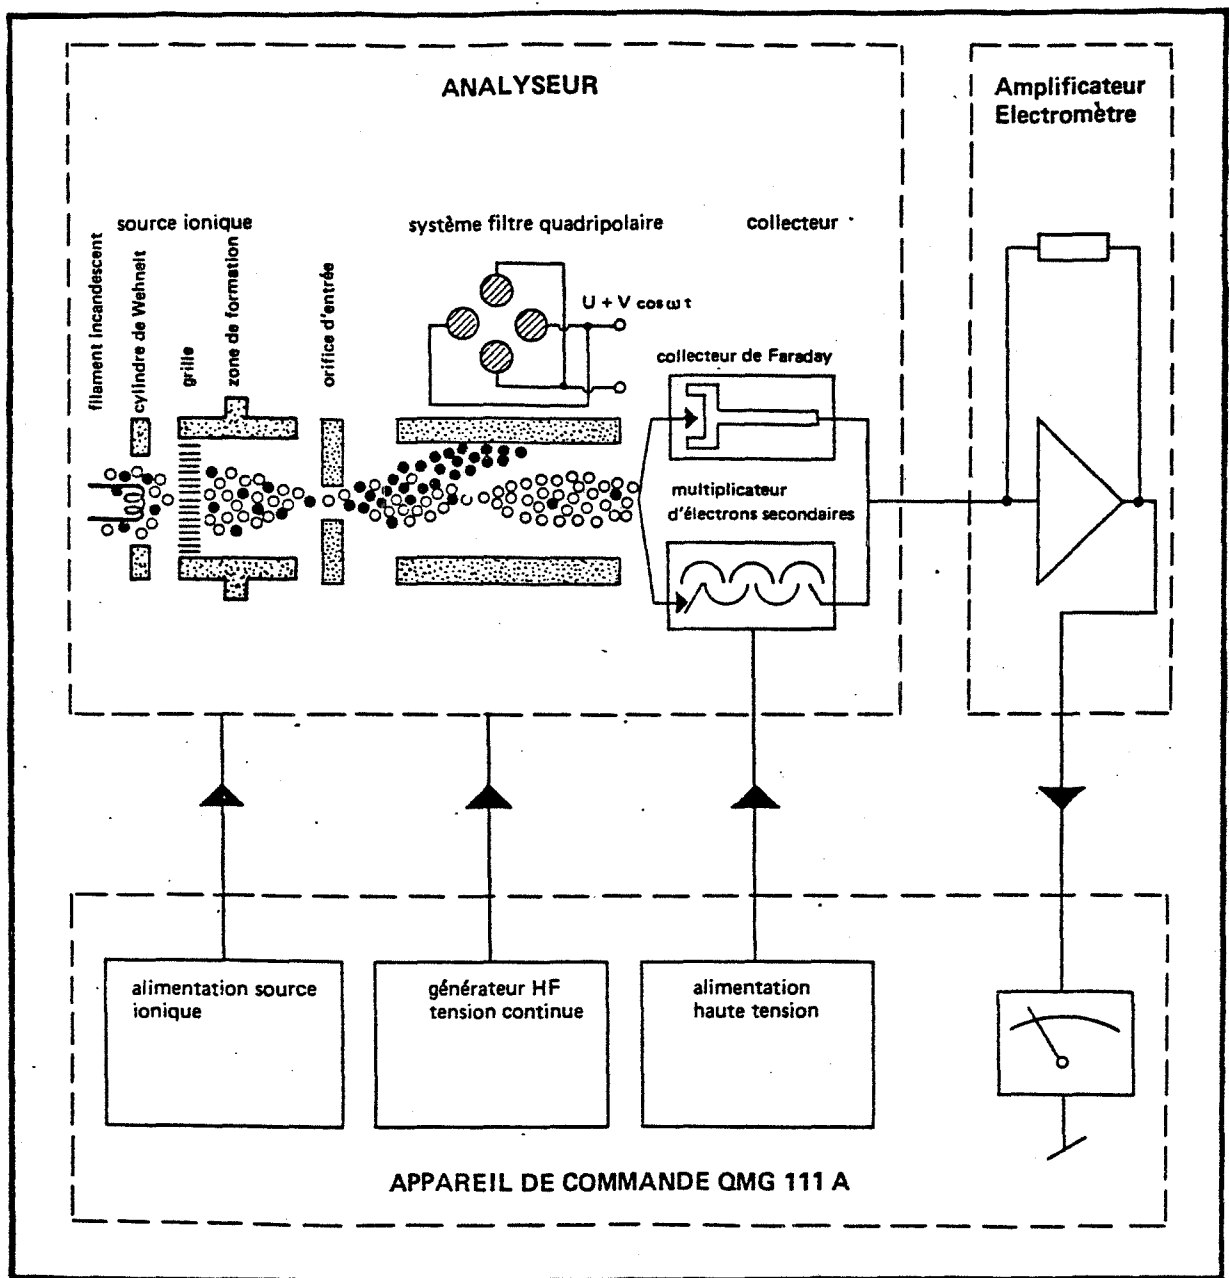 ANALYSEUR
Amplificateur
Electromètre
source ionique
système filtre quadripolaire
collecteur
filament incandescent
cylindre de Wehnelt
grille
zone de formation
orifice d'entrée
U + V cos ω t
collecteur de Faraday
multiplicateur
d'électrons secondaires
alimentation source
ionique
générateur HF
tension continue
alimentation
haute tension
APPAREIL DE COMMANDE QMG 111 A